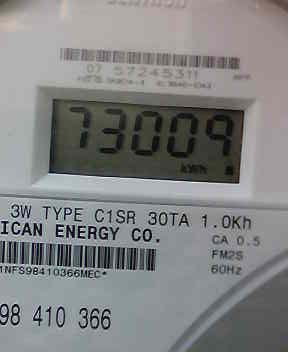 07 57245311
73009
kWh
3W TYPE C1SR 30TA 1.0Kh
ICAN ENERGY CO.
CA 0.5
FM2S
60Hz
1NFS98410366MEC*
98 410 366